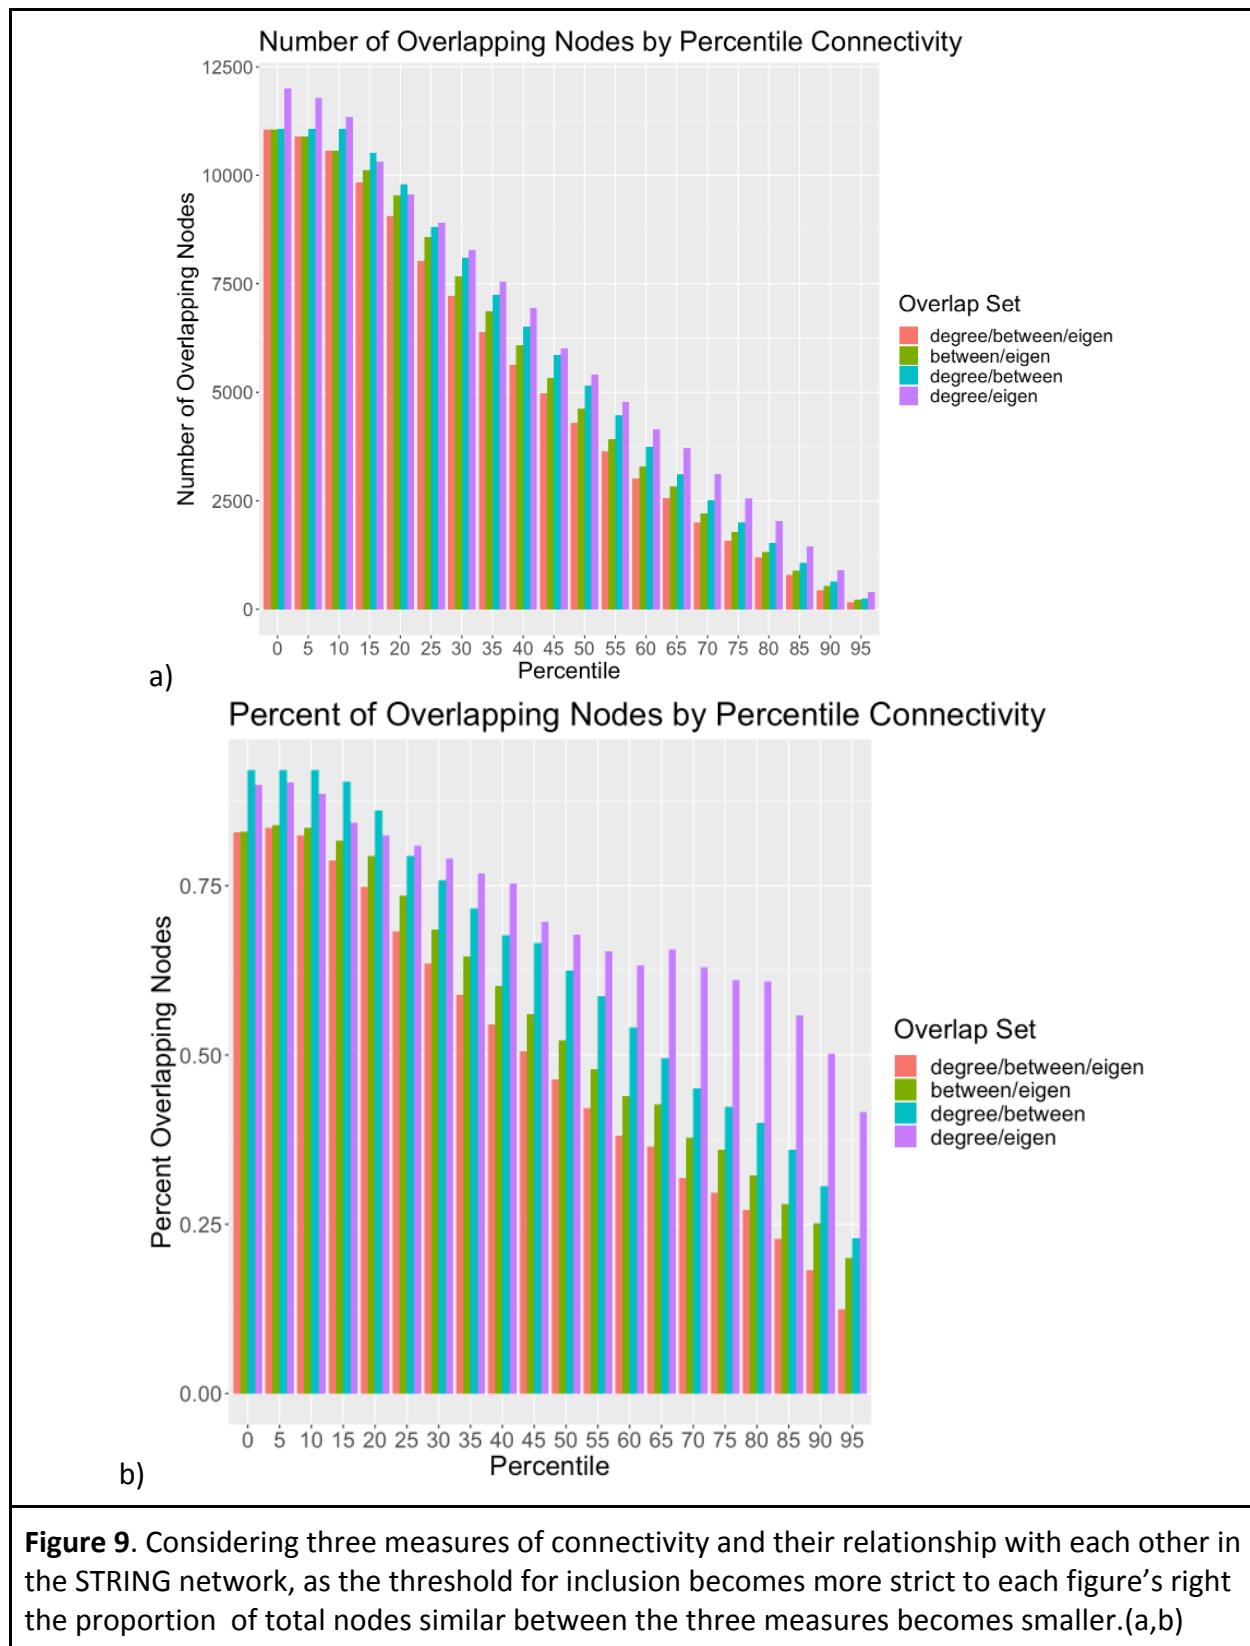 Number of Overlapping Nodes by Percentile Connectivity
12500
10000
7500
5000
2500
0
Number of Overlapping Nodes
0 5 10 15 20 25 30 35 40 45 50 55 60 65 70 75 80 85 90 95
Percentile
Overlap Set
degree/between/eigen
between/eigen
degree/between
degree/eigen
a)
Percent of Overlapping Nodes by Percentile Connectivity
0.75
0.50
0.25
0.00
Percent Overlapping Nodes
0 5 10 15 20 25 30 35 40 45 50 55 60 65 70 75 80 85 90 95
Percentile
Overlap Set
degree/between/eigen
between/eigen
degree/between
degree/eigen
b)
Figure 9. Considering three measures of connectivity and their relationship with each other in
the STRING network, as the threshold for inclusion becomes more strict to each figure’s right
the proportion of total nodes similar between the three measures becomes smaller.(a,b)